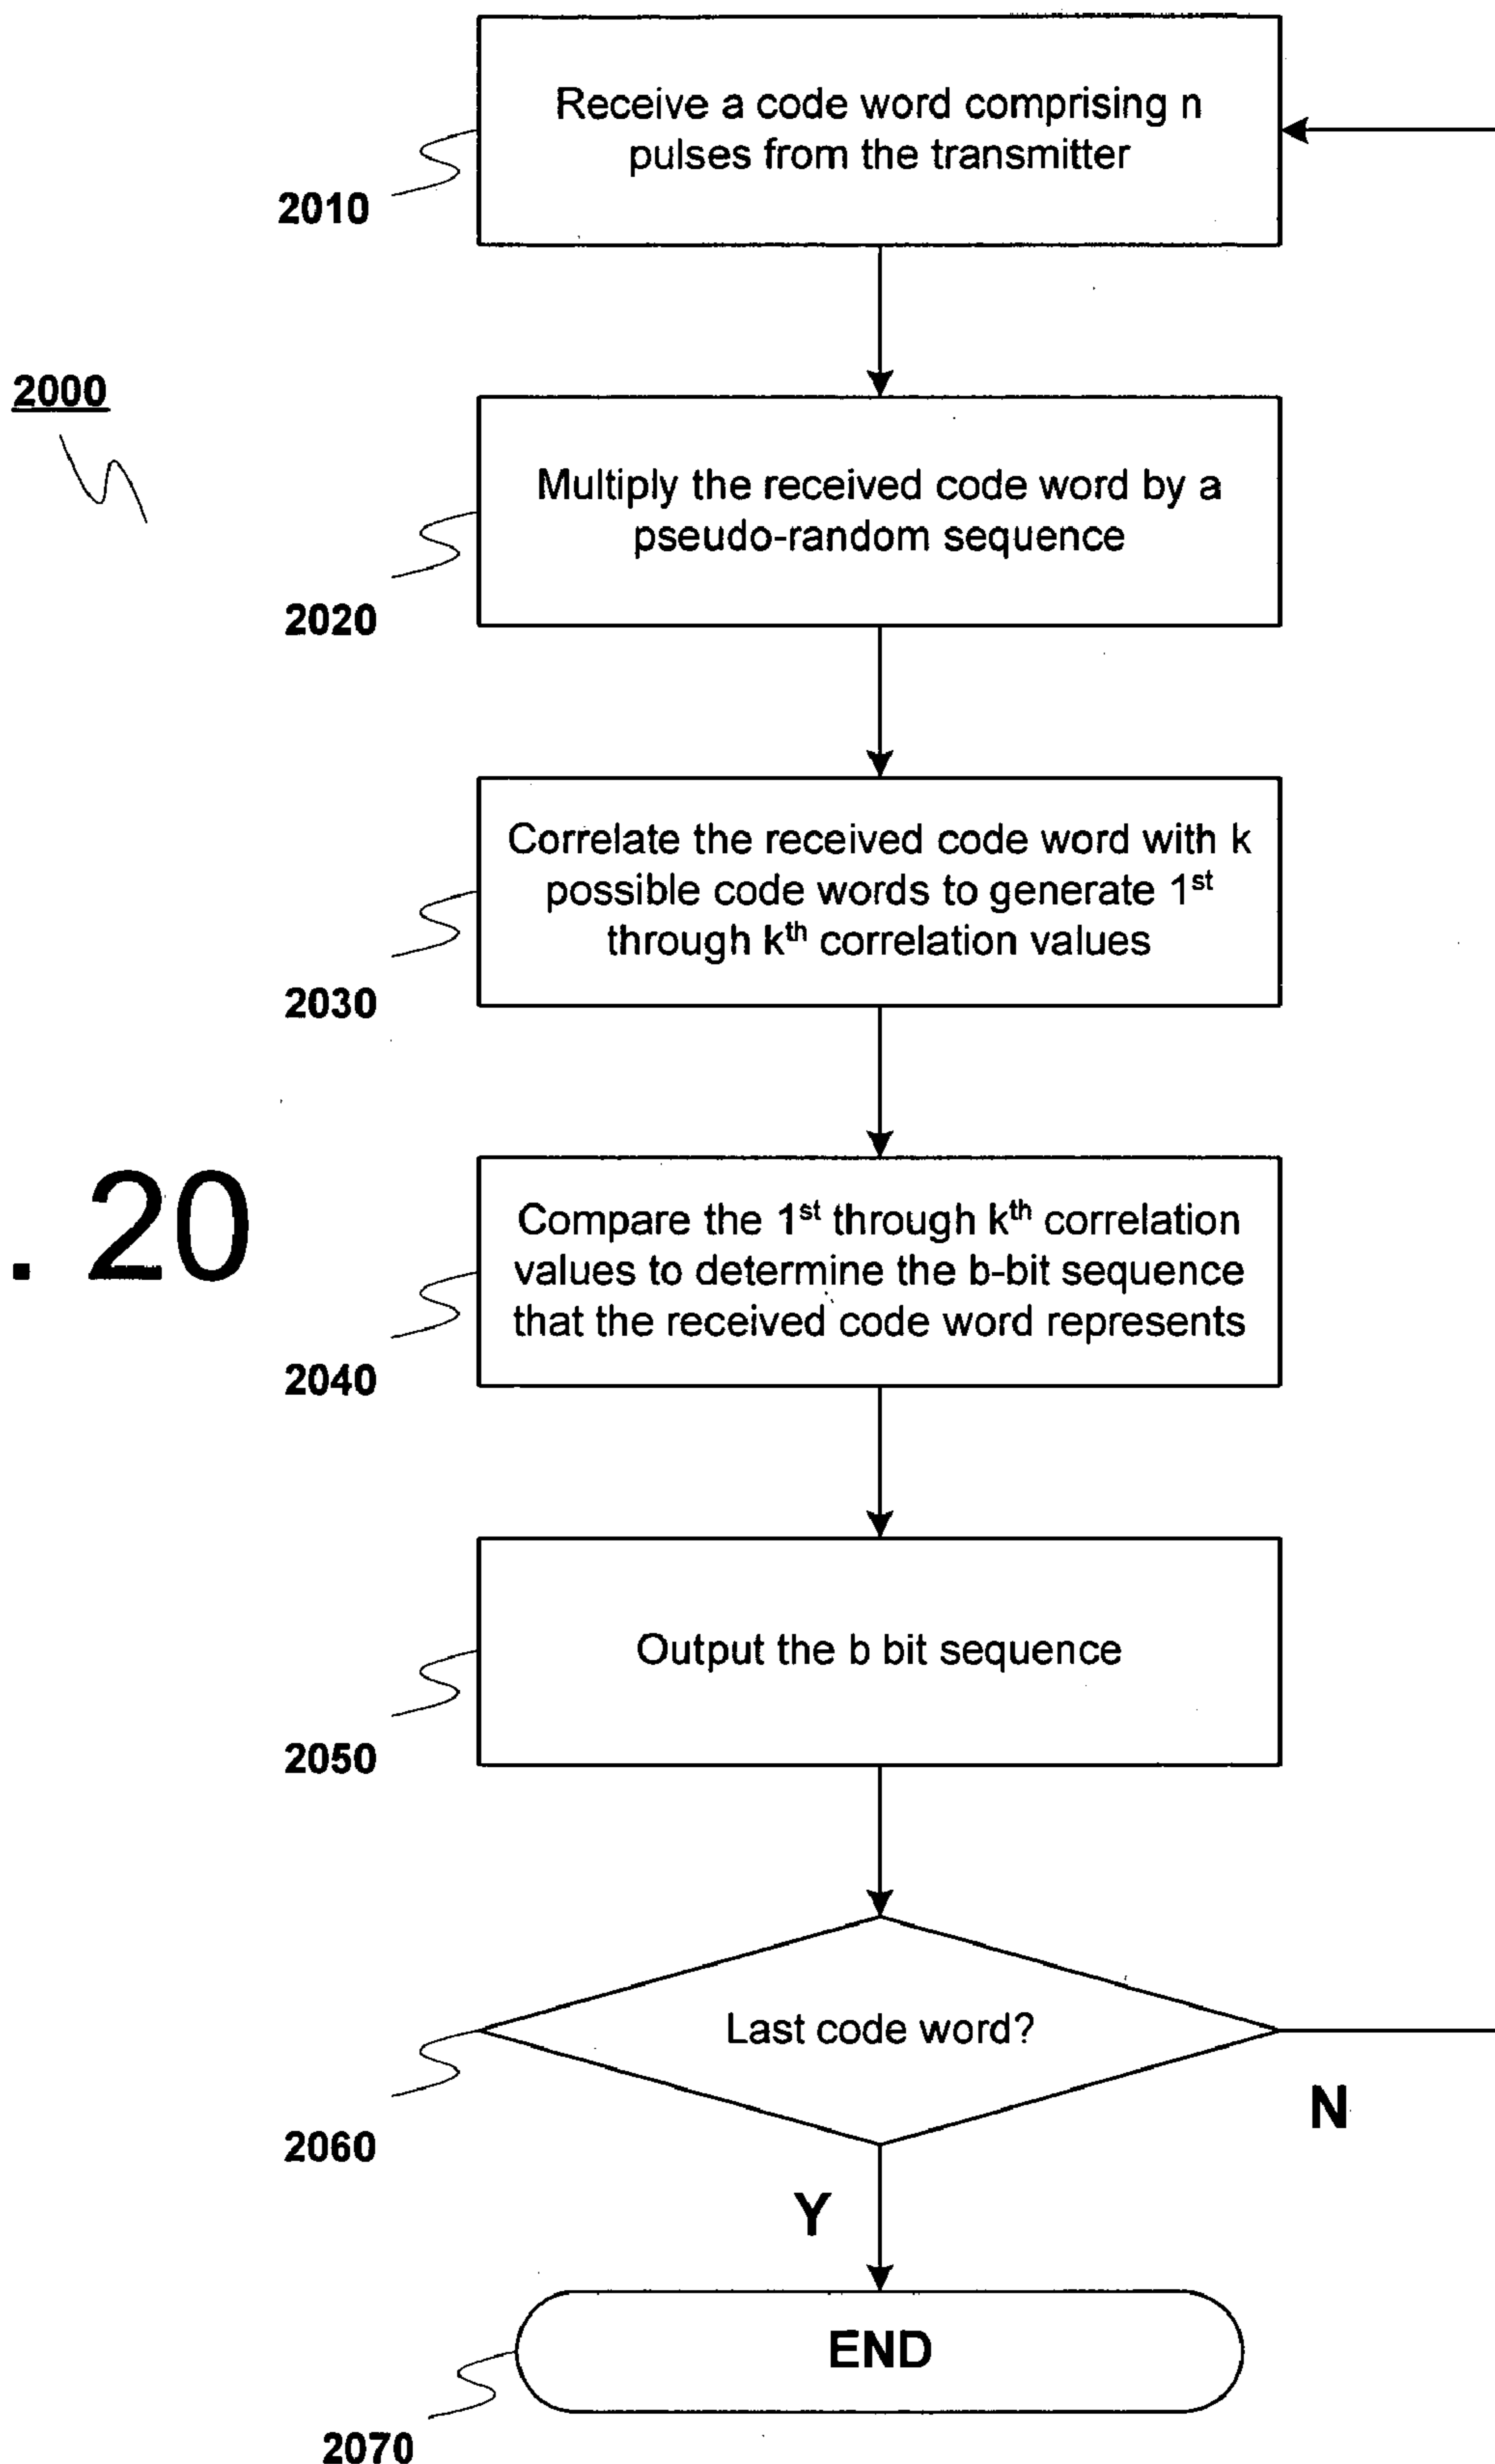 Receive a code word comprising n
pulses from the transmitter
2010
2000
Multiply the received code word by a
pseudo-random sequence
2020
Correlate the received code word with k
possible code words to generate 1st
through kth correlation values
2030
. 20
Compare the 1st through kth correlation
values to determine the b-bit sequence
that the received code word represents
2040
Output the b bit sequence
2050
Last code word?
N
2060
Y
END
2070